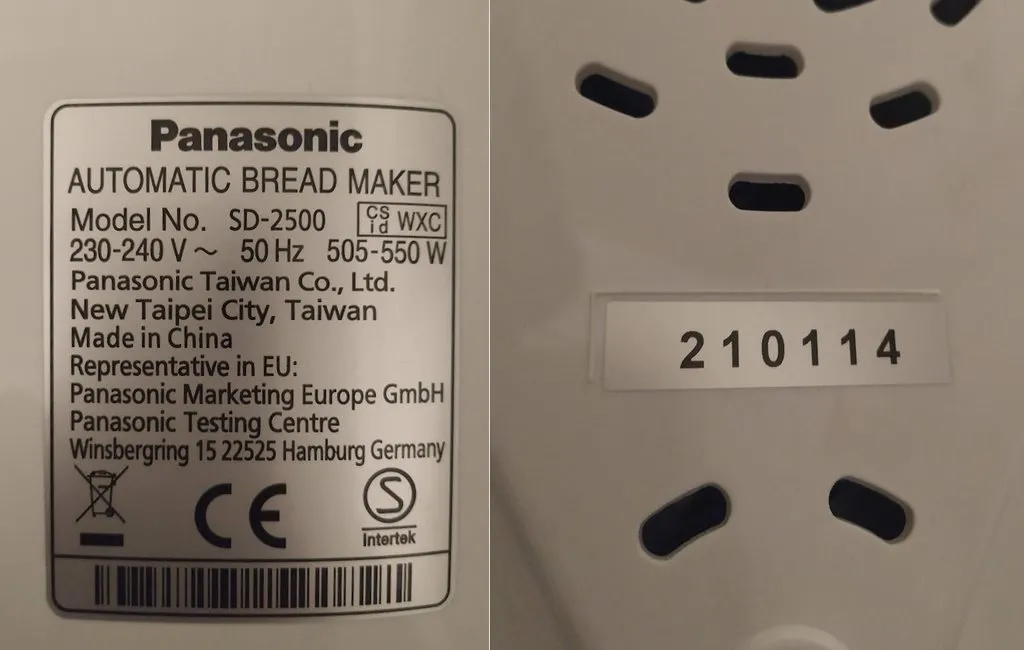 Panasonic
AUTOMATIC BREAD MAKER
Model No. SD-2500 CS id WXC
230-240 V ~ 50 Hz 505-550 W
Panasonic Taiwan Co., Ltd.
New Taipei City, Taiwan
Made in China
Representative in EU:
Panasonic Marketing Europe GmbH
Panasonic Testing Centre
Winsbergring 15 22525 Hamburg Germany
CE
S
Intertek
210114